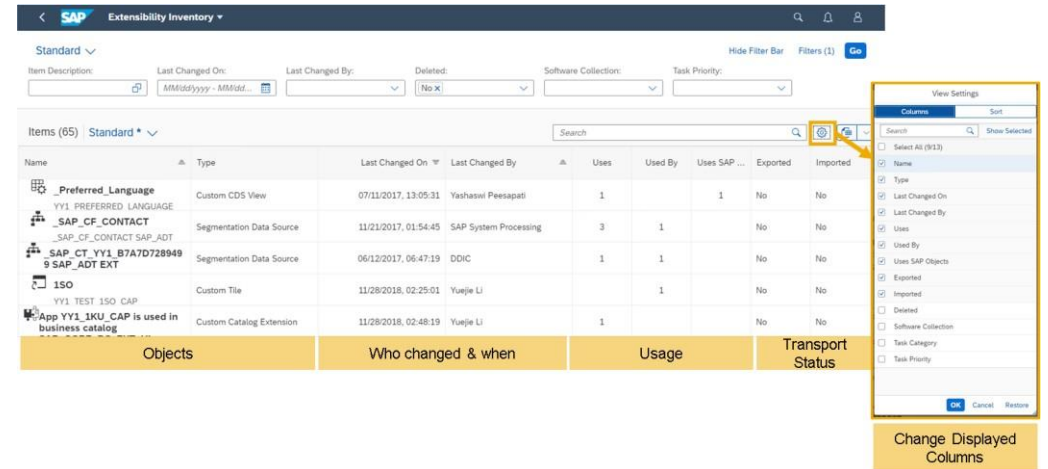 SAP Extensibility Inventory
Standard
Hide Filter Bar Filters (1) Go
Item Description: Last Changed On: Last Changed By: Deleted: Software Collection: Task Priority:
MM/dd/yyyy - MM/dd... No x
Items (65) Standard * Search
Name Type Last Changed On Last Changed By Uses Used By Uses SAP ... Exported Imported
_Preferred_Language Custom CDS View 07/11/2017, 13:05:31 Yashaswi Peesapati 1 1 No No
YY1_PREFERRED_LANGUAGE
_SAP_CF_CONTACT Segmentation Data Source 11/21/2017, 01:54:45 SAP System Processing 3 1 No No
_SAP_CF_CONTACT SAP_ADT
_SAP_CT_YY1_B7A7D728949 Segmentation Data Source 06/12/2017, 06:47:19 DDIC 1 1 No No
9 SAP_ADT EXT
1SO Custom Tile 11/28/2018, 02:25:01 Yuejie Li 1 No No
YY1_TEST_1SO_CAP
App YY1_1KU_CAP is used in Custom Catalog Extension 11/28/2018, 02:48:19 Yuejie Li 1 No No
business catalog
Objects
Who changed & when
Usage
Transport
Status
View Settings
Columns Sort
Search Show Selected
Select All (9/13)
Name
Type
Last Changed On
Last Changed By
Uses
Used By
Uses SAP Objects
Exported
Imported
Deleted
Software Collection
Task Category
Task Priority
OK Cancel Restore
Change Displayed
Columns